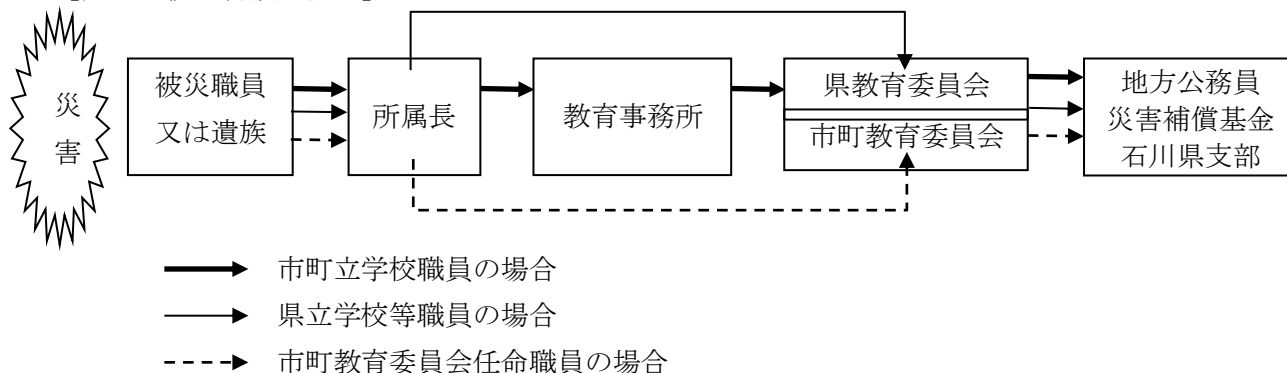 災
害
被災職員
又は遺族
所属長
教育事務所
県教育委員会
市町教育委員会
地方公務員
災害補償基金
石川県支部
市町立学校職員の場合
県立学校等職員の場合
市町教育委員会任命職員の場合